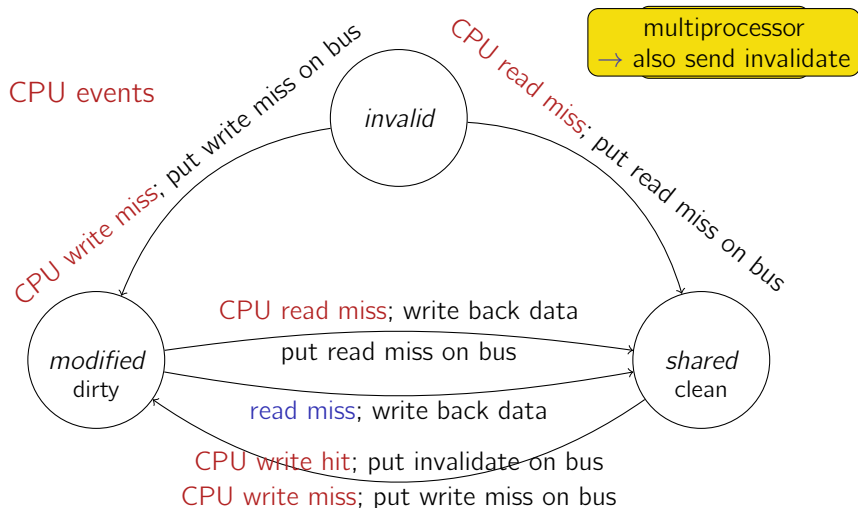 multiprocessor
→ also send invalidate
CPU events
CPU write miss; put write miss on bus
invalid
CPU read miss; put read miss on bus
CPU read miss; write back data
put read miss on bus
modified
dirty
shared
clean
read miss; write back data
CPU write hit; put invalidate on bus
CPU write miss; put write miss on bus